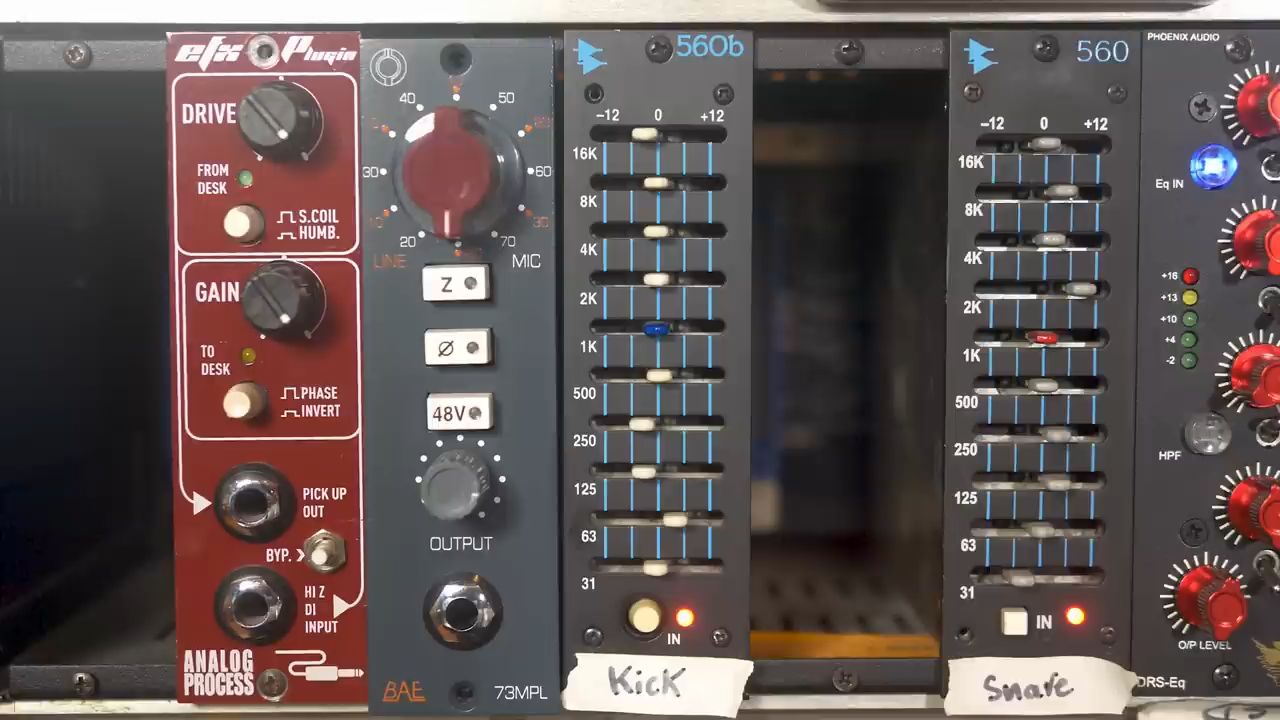 efx Plugin
DRIVE
FROM
DESK
S.COIL
HUMB.
GAIN
TO
DESK
PHASE
INVERT
PICK UP
OUT
BYP.
HI Z
DI
INPUT
ANALOG
PROCESS
40
50
30
60
20
70
LINE
MIC
Z
Ø
48V
OUTPUT
BAE
73MPL
560b
-12 0 +12
16K
8K
4K
2K
1K
500
250
125
63
31
IN
Kick
560
-12 0 +12
16K
8K
4K
2K
1K
500
250
125
63
31
IN
Snare
PHOENIX AUDIO
Eq IN
+16
+13
+10
+4
-2
HPF
O/P LEVEL
DRS-Eq